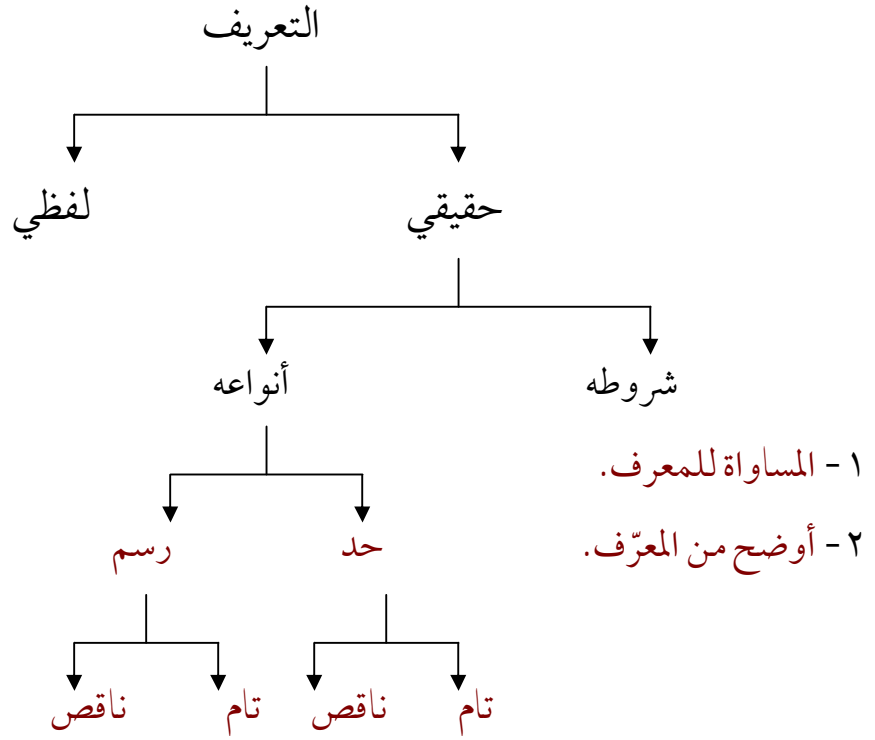 التعريف
حقيقي لفظي
شروطه أنواعه
١ - المساواة للمعرف.
٢ - أوضح من المعرّف.
حد رسم
تام ناقص تام ناقص